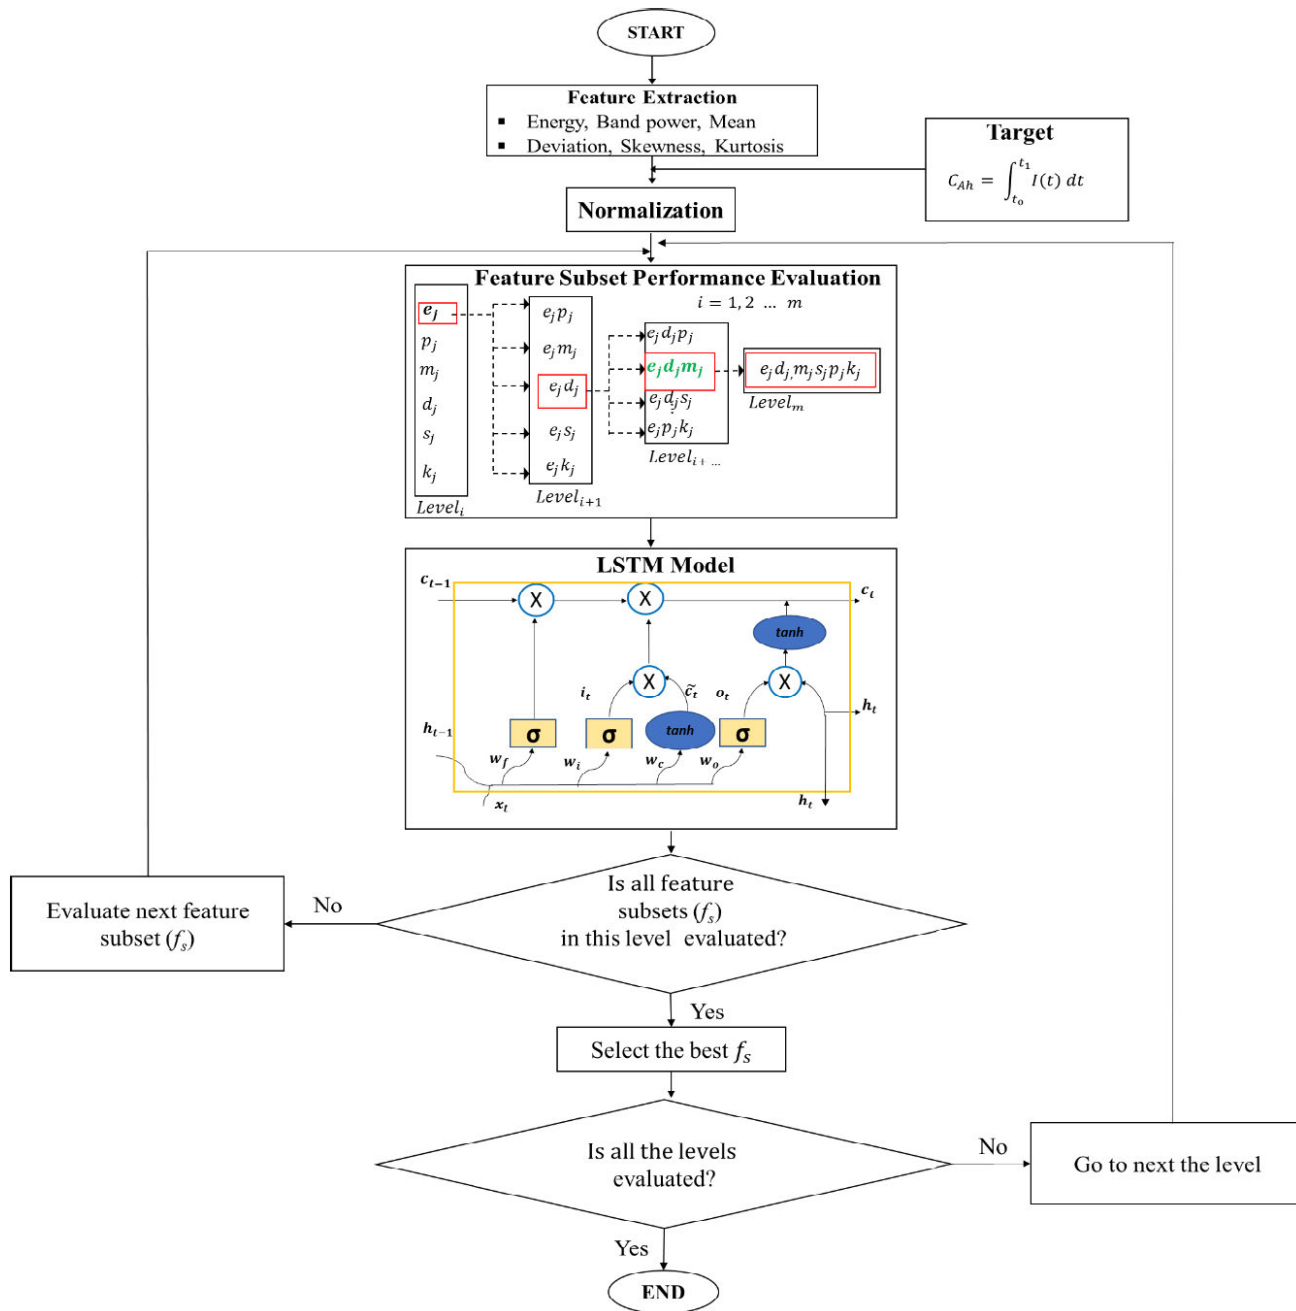 START
Feature Extraction
▪ Energy, Band power, Mean
▪ Deviation, Skewness, Kurtosis
Target
C_{Ah} = ∫_{t_0}^{t_1} I(t) dt
Normalization
Feature Subset Performance Evaluation
i = 1, 2 … m
e_j
p_j
m_j
d_j
s_j
k_j
Level_i
e_j p_j
e_j m_j
e_j d_j
e_j s_j
e_j k_j
Level_{i+1}
e_j d_j p_j
e_j d_j m_j
e_j d_j s_j
⋮
e_j p_j k_j
Level_{i+ …}
e_j d_{j,} m_j s_j p_j k_j
Level_m
LSTM Model
c_{t-1}
X
X
c_t
tanh
i_t
X
c̃_t
o_t
X
h_t
h_{t-1}
σ
σ
tanh
σ
w_f
w_i
w_c
w_o
x_t
h_t
Is all feature
subsets (f_s)
in this level evaluated?
No
Evaluate next feature
subset (f_s)
Yes
Select the best f_s
Is all the levels
evaluated?
No
Go to next the level
Yes
END